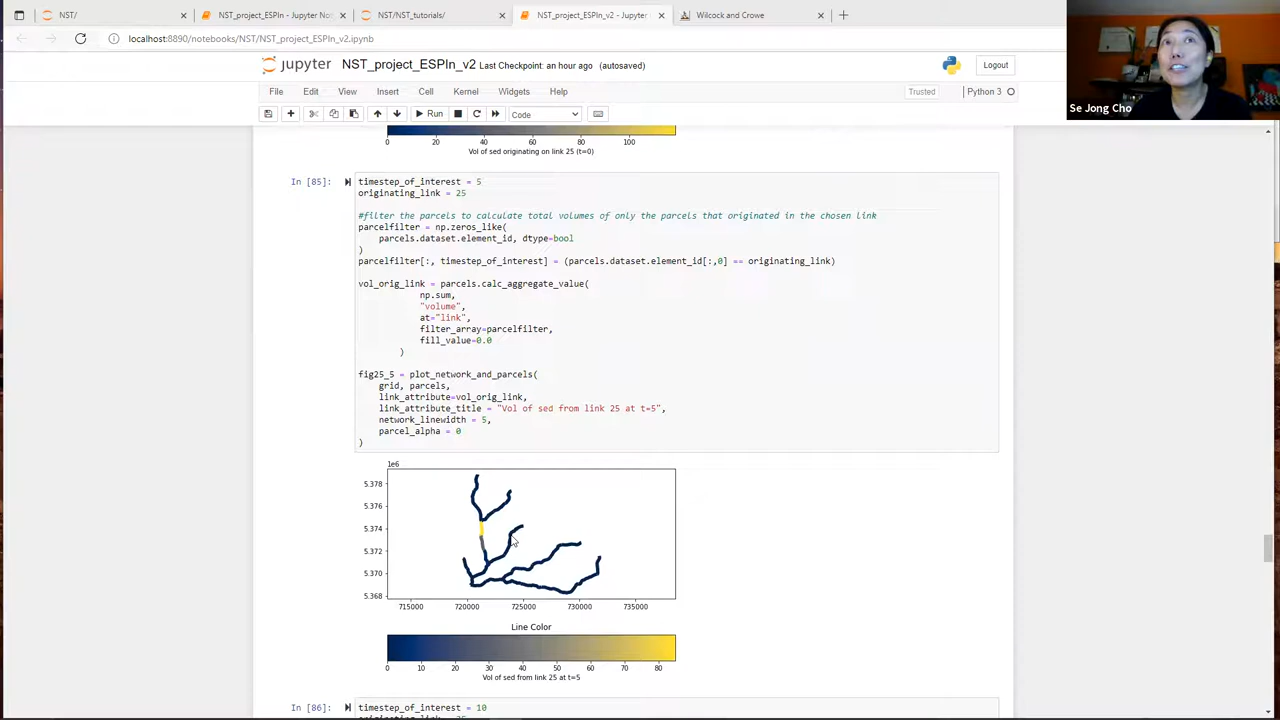 NST/
NST_project_ESPIn - Jupyter Not
NST/NST_tutorials/
NST_project_ESPIn_v2 - Jupyter
Wilcock and Crowe
localhost:8890/notebooks/NST/NST_project_ESPIn_v2.ipynb
Se Jong Cho
jupyter NST_project_ESPIn_v2 Last Checkpoint: an hour ago (autosaved)
Logout
File Edit View Insert Cell Kernel Widgets Help
Trusted Python 3
Run Code
0 20 40 60 80 100
Vol of sed originating on link 25 (t=0)
In [85]:
timestep_of_interest = 5
originating_link = 25
#filter the parcels to calculate total volumes of only the parcels that originated in the chosen link
parcelfilter = np.zeros_like(
parcels.dataset.element_id, dtype=bool
)
parcelfilter[:, timestep_of_interest] = (parcels.dataset.element_id[:,0] == originating_link)
vol_orig_link = parcels.calc_aggregate_value(
np.sum,
"volume",
at="link",
filter_array=parcelfilter,
fill_value=0.0
)
fig25_5 = plot_network_and_parcels(
grid, parcels,
link_attribute=vol_orig_link,
link_attribute_title = "Vol of sed from link 25 at t=5",
network_linewidth = 5,
parcel_alpha = 0
)
1e6
5.378
5.376
5.374
5.372
5.370
5.368
715000 720000 725000 730000 735000
Line Color
0 10 20 30 40 50 60 70 80
Vol of sed from link 25 at t=5
In [86]:
timestep_of_interest = 10